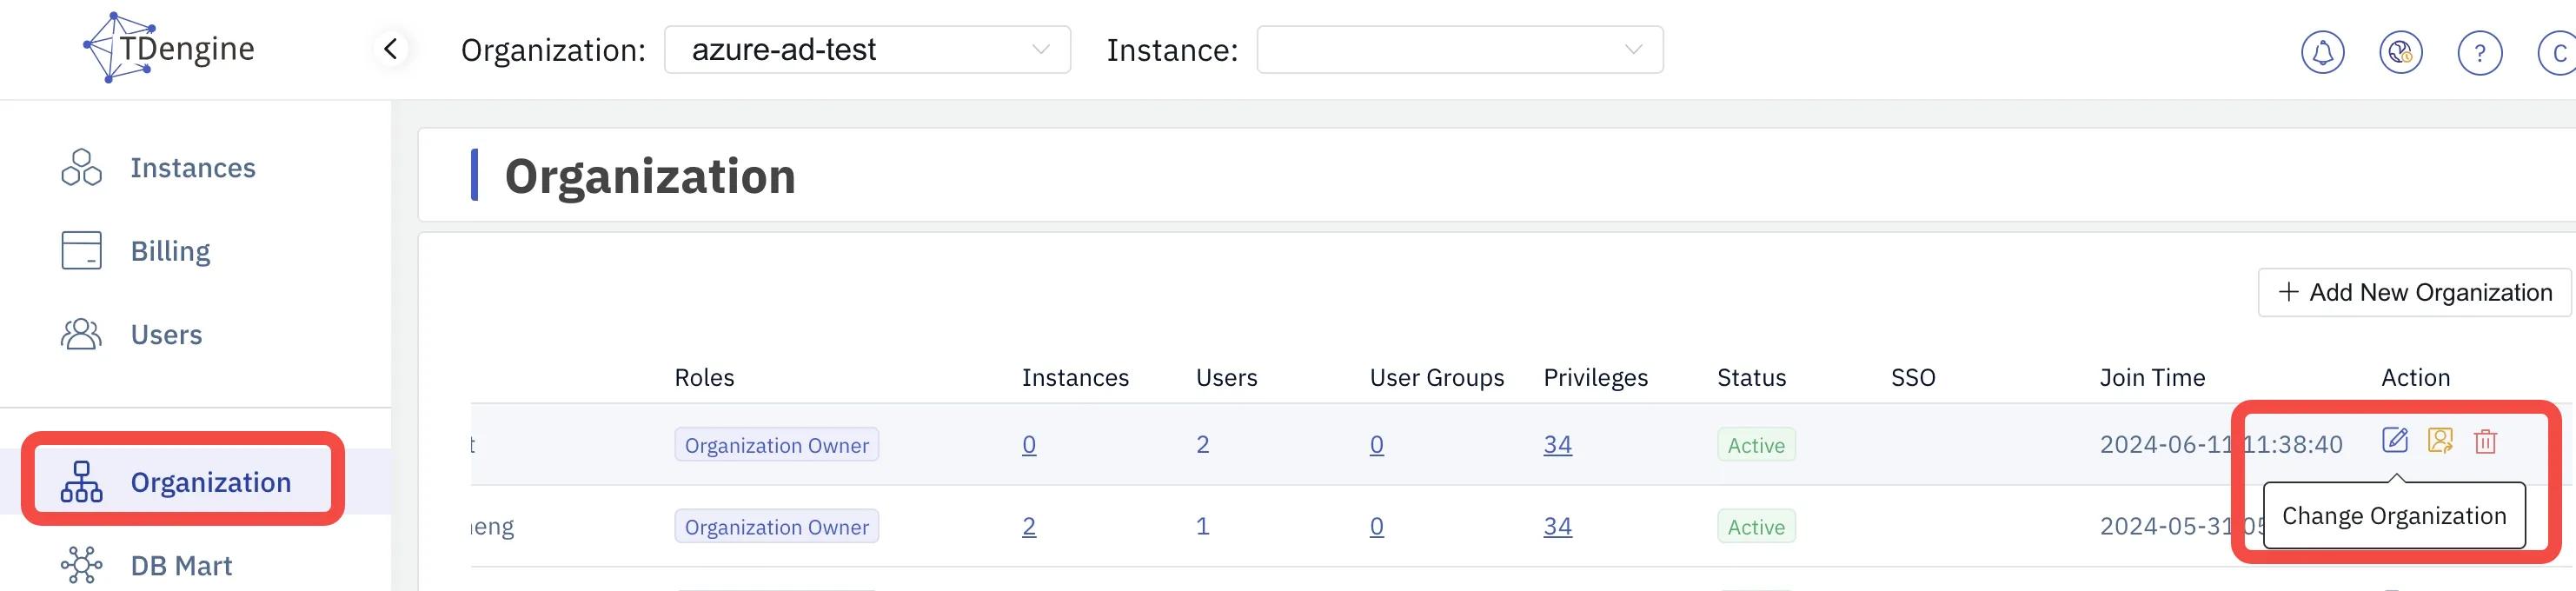 TDengine
Organization: azure-ad-test Instance:
? C
Instances
Billing
Users
Organization
DB Mart
Organization
+ Add New Organization
Roles Instances Users User Groups Privileges Status SSO Join Time Action
t Organization Owner 0 2 0 34 Active 2024-06-11 11:38:40
neng Organization Owner 2 1 0 34 Active 2024-05-31 05
Change Organization